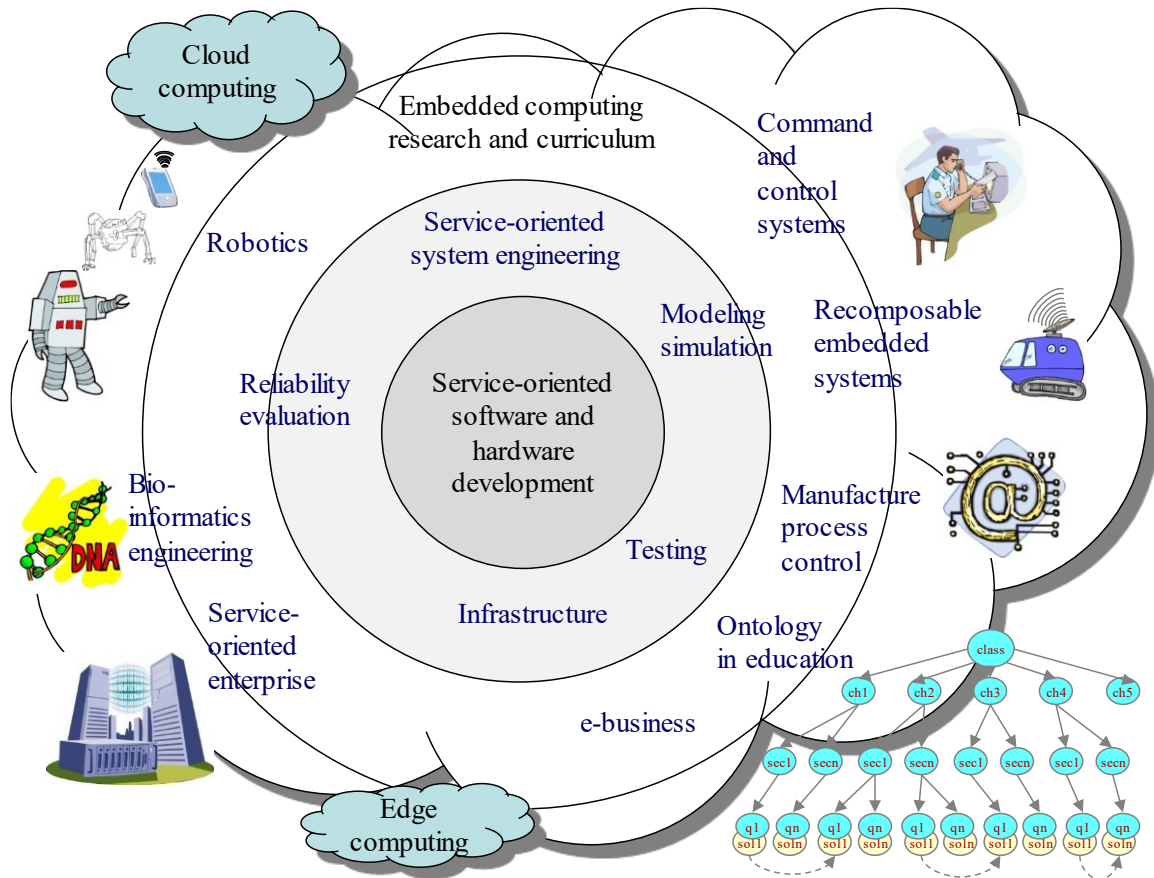 Cloud
computing
Embedded computing
research and curriculum
Command
and
control
systems
Service-oriented
system engineering
Robotics
Modeling
simulation
Recomposable
embedded
systems
Reliability
evaluation
Service-oriented
software and
hardware
development
Bio-
informatics
engineering
DNA
Manufacture
process
control
@
Testing
Infrastructure
Service-
oriented
enterprise
Ontology
in education
e-business
Edge
computing
class
ch1 ch2 ch3 ch4 ch5
sec1 secn sec1 secn sec1 secn sec1 secn
q1 qn q1 qn q1 qn q1 qn q1 qn
sol1 soln sol1 soln sol1 soln sol1 soln sol1 soln